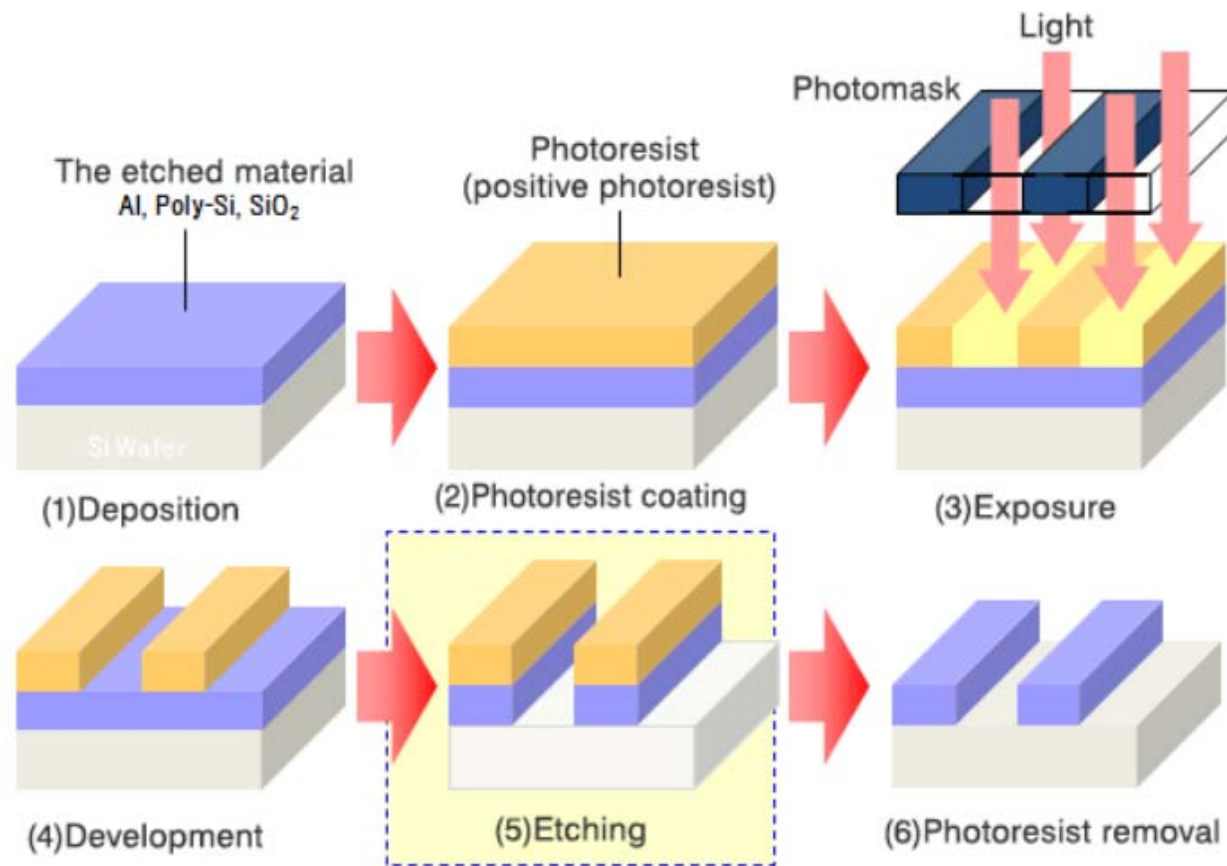 Light
Photomask
The etched material
Al, Poly-Si, SiO₂
Photoresist
(positive photoresist)
Si Wafer
(1)Deposition
(2)Photoresist coating
(3)Exposure
(4)Development
(5)Etching
(6)Photoresist removal